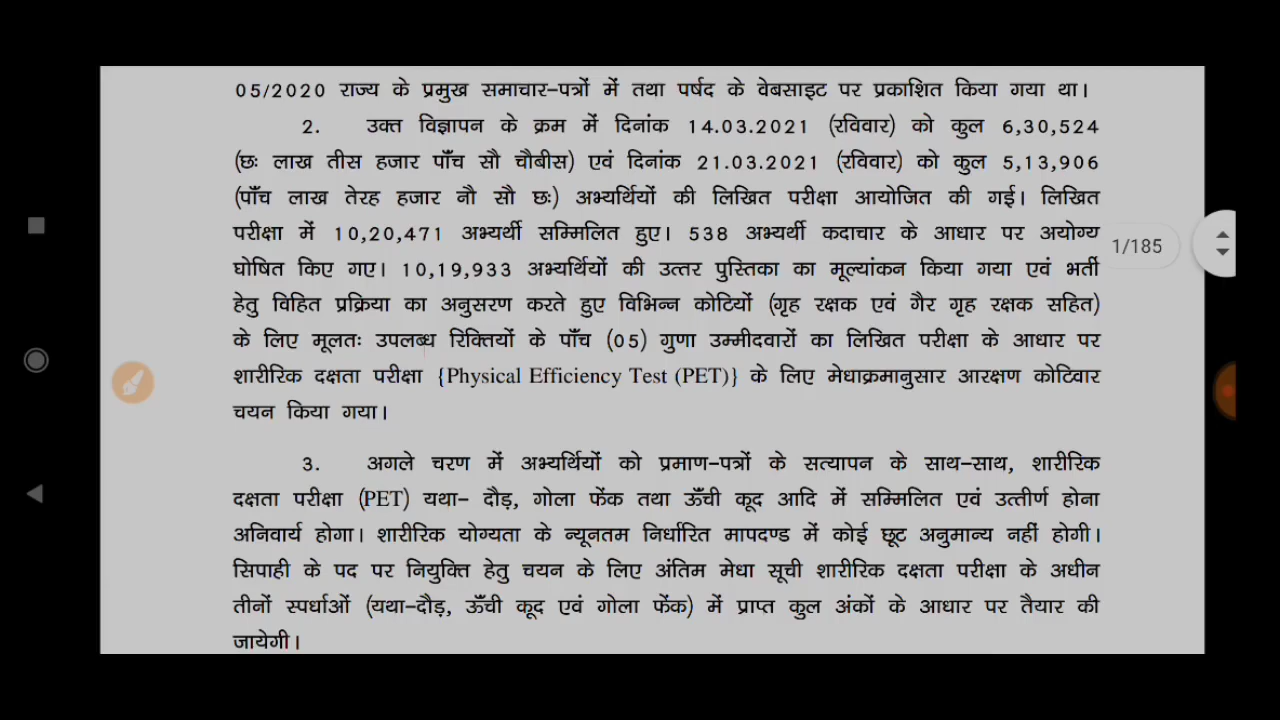 05/2020 राज्य के प्रमुख समाचार-पत्रों में तथा पर्षद के वेबसाइट पर प्रकाशित किया गया था।
2. उक्त विज्ञापन के क्रम में दिनांक 14.03.2021 (रविवार) को कुल 6,30,524
(छः लाख तीस हजार पाँच सौ चौबीस) एवं दिनांक 21.03.2021 (रविवार) को कुल 5,13,906
(पाँच लाख तेरह हजार नौ सौ छः) अभ्यर्थियों की लिखित परीक्षा आयोजित की गई। लिखित
परीक्षा में 10,20,471 अभ्यर्थी सम्मिलित हुए। 538 अभ्यर्थी कदाचार के आधार पर अयोग्य
1/185
घोषित किए गए। 10,19,933 अभ्यर्थियों की उत्तर पुस्तिका का मूल्यांकन किया गया एवं भर्ती
हेतु विहित प्रक्रिया का अनुसरण करते हुए विभिन्न कोटियों (गृह रक्षक एवं गैर गृह रक्षक सहित)
के लिए मूलतः उपलब्ध रिक्तियों के पाँच (05) गुणा उम्मीदवारों का लिखित परीक्षा के आधार पर
शारीरिक दक्षता परीक्षा {Physical Efficiency Test (PET)} के लिए मेधाक्रमानुसार आरक्षण कोटिवार
चयन किया गया।
3. अगले चरण में अभ्यर्थियों को प्रमाण-पत्रों के सत्यापन के साथ-साथ, शारीरिक
दक्षता परीक्षा (PET) यथा- दौड़, गोला फेंक तथा ऊँची कूद आदि में सम्मिलित एवं उत्तीर्ण होना
अनिवार्य होगा। शारीरिक योग्यता के न्यूनतम निर्धारित मापदण्ड में कोई छूट अनुमान्य नहीं होगी।
सिपाही के पद पर नियुक्ति हेतु चयन के लिए अंतिम मेधा सूची शारीरिक दक्षता परीक्षा के अधीन
तीनों स्पर्धाओं (यथा-दौड़, ऊँची कूद एवं गोला फेंक) में प्राप्त कुल अंकों के आधार पर तैयार की
जायेगी।